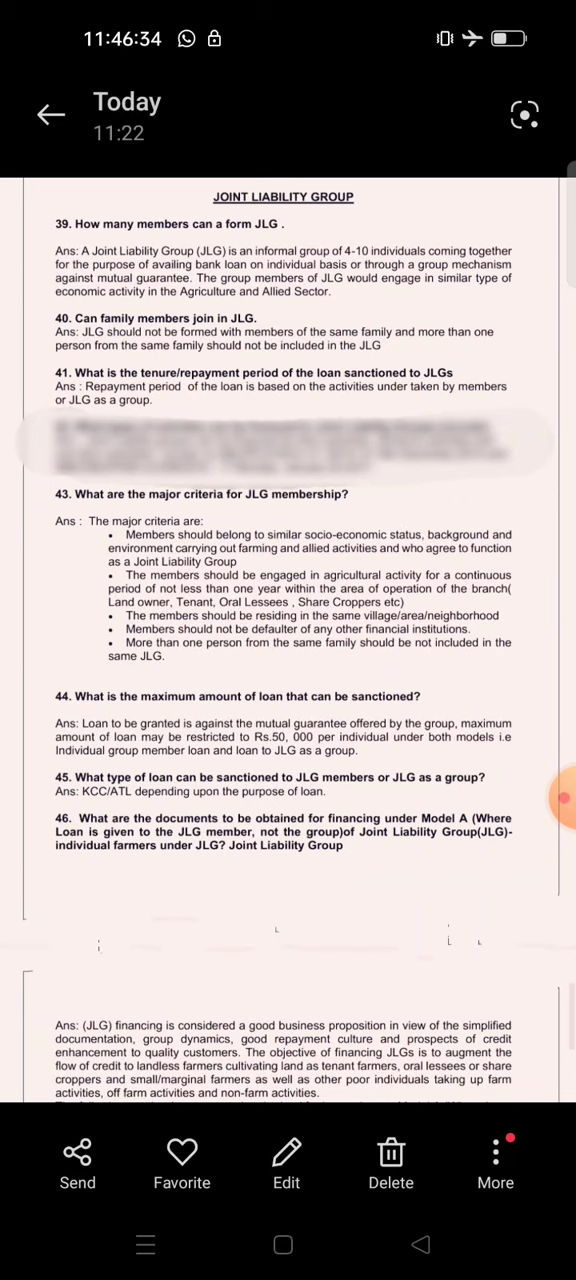 11:46:34
Today
11:22
JOINT LIABILITY GROUP
39. How many members can a form JLG .
Ans: A Joint Liability Group (JLG) is an informal group of 4-10 individuals coming together
for the purpose of availing bank loan on individual basis or through a group mechanism
against mutual guarantee. The group members of JLG would engage in similar type of
economic activity in the Agriculture and Allied Sector.
40. Can family members join in JLG.
Ans: JLG should not be formed with members of the same family and more than one
person from the same family should not be included in the JLG
41. What is the tenure/repayment period of the loan sanctioned to JLGs
Ans : Repayment period of the loan is based on the activities under taken by members
or JLG as a group.
43. What are the major criteria for JLG membership?
Ans : The major criteria are:
• Members should belong to similar socio-economic status, background and
environment carrying out farming and allied activities and who agree to function
as a Joint Liability Group
• The members should be engaged in agricultural activity for a continuous
period of not less than one year within the area of operation of the branch(
Land owner, Tenant, Oral Lessees , Share Croppers etc)
• The members should be residing in the same village/area/neighborhood
• Members should not be defaulter of any other financial institutions.
• More than one person from the same family should be not included in the
same JLG.
44. What is the maximum amount of loan that can be sanctioned?
Ans: Loan to be granted is against the mutual guarantee offered by the group, maximum
amount of loan may be restricted to Rs.50, 000 per individual under both models i.e
Individual group member loan and loan to JLG as a group.
45. What type of loan can be sanctioned to JLG members or JLG as a group?
Ans: KCC/ATL depending upon the purpose of loan.
46. What are the documents to be obtained for financing under Model A (Where
Loan is given to the JLG member, not the group)of Joint Liability Group(JLG)-
individual farmers under JLG? Joint Liability Group
Ans: (JLG) financing is considered a good business proposition in view of the simplified
documentation, group dynamics, good repayment culture and prospects of credit
enhancement to quality customers. The objective of financing JLGs is to augment the
flow of credit to landless farmers cultivating land as tenant farmers, oral lessees or share
croppers and small/marginal farmers as well as other poor individuals taking up farm
activities, off farm activities and non-farm activities.
Send
Favorite
Edit
Delete
More